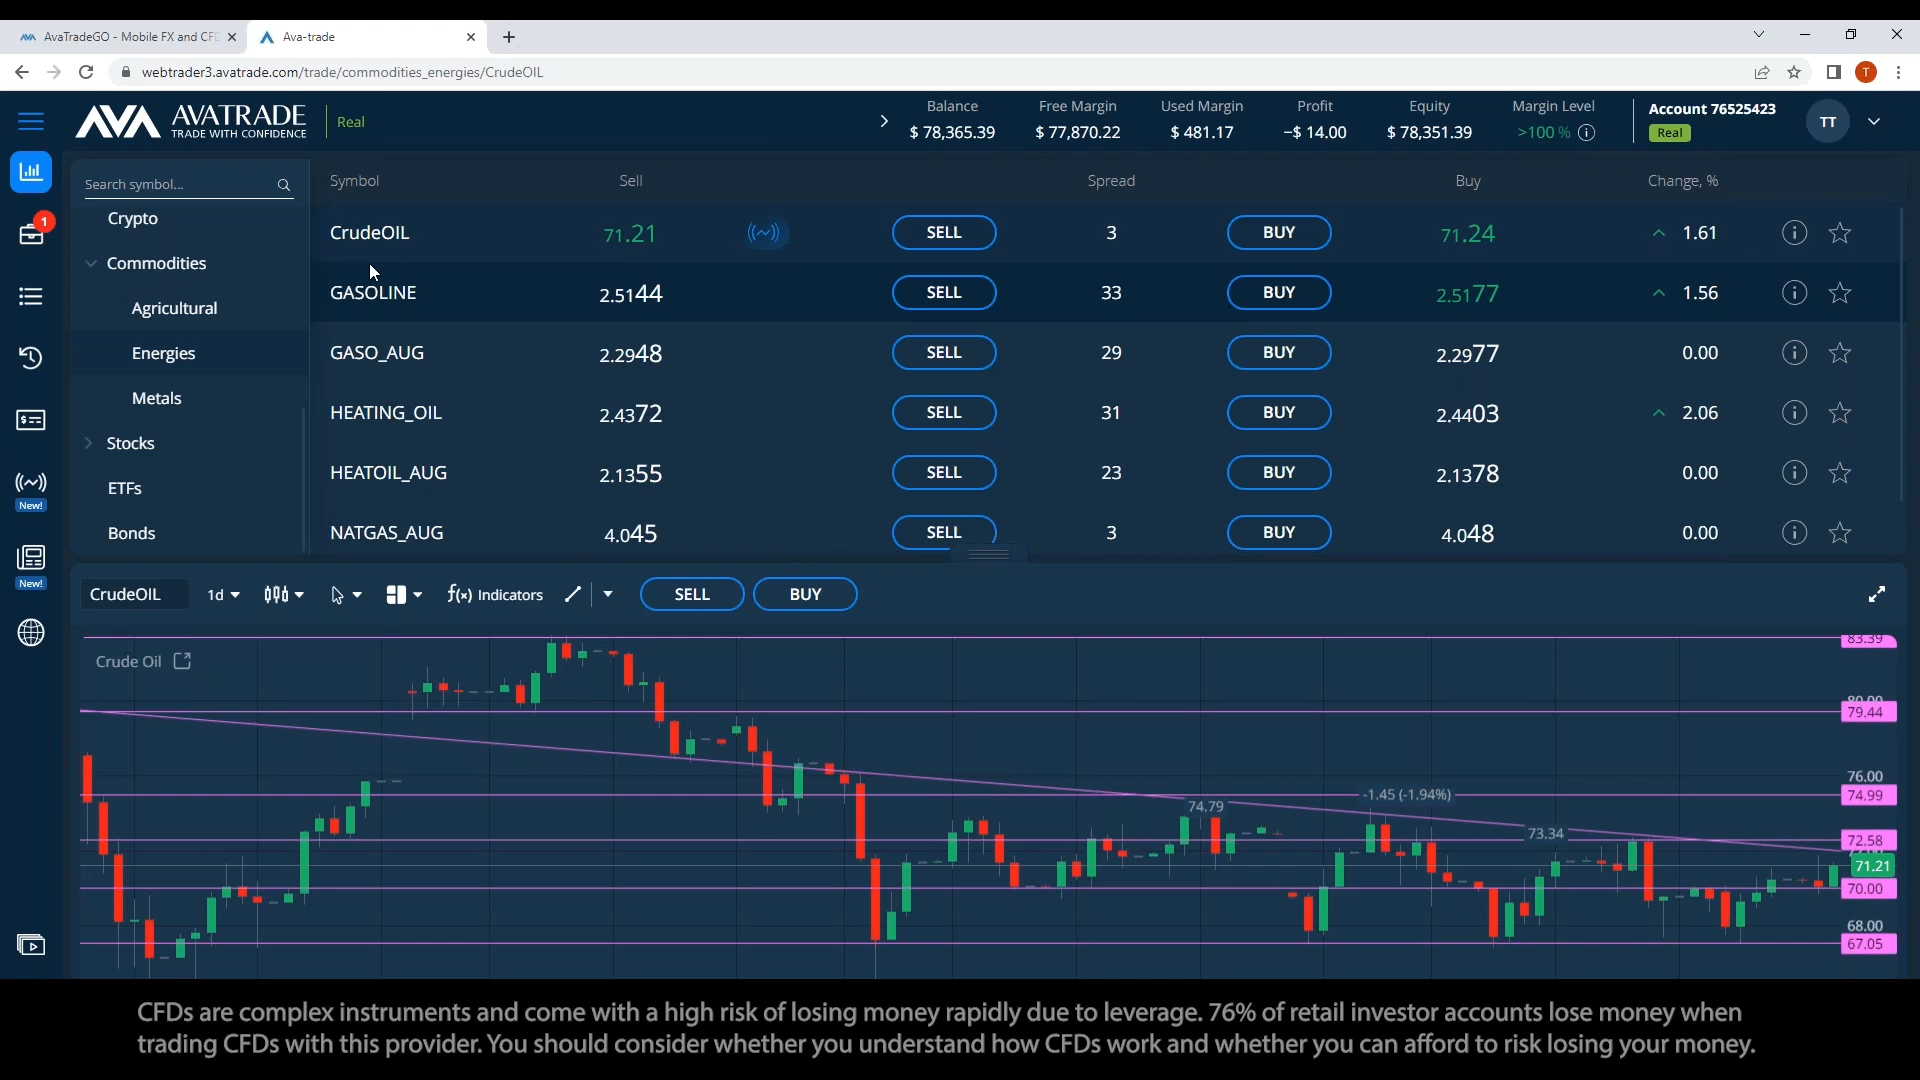 AvaTradeGO - Mobile FX and CFD
Ava-trade
webtrader3.avatrade.com/trade/commodities_energies/CrudeOIL
T
AVA AVATRADE
TRADE WITH CONFIDENCE
Real
Balance Free Margin Used Margin Profit Equity Margin Level
$ 78,365.39 $ 77,870.22 $ 481.17 -$ 14.00 $ 78,351.39 >100 %
Account 76525423
Real
TT
1
New!
New!
Search symbol...
Crypto
Commodities
Agricultural
Energies
Metals
Stocks
ETFs
Bonds
Symbol Sell Spread Buy Change, %
CrudeOIL 71.21 SELL 3 BUY 71.24 1.61
GASOLINE 2.5144 SELL 33 BUY 2.5177 1.56
GASO_AUG 2.2948 SELL 29 BUY 2.2977 0.00
HEATING_OIL 2.4372 SELL 31 BUY 2.4403 2.06
HEATOIL_AUG 2.1355 SELL 23 BUY 2.1378 0.00
NATGAS_AUG 4.045 SELL 3 BUY 4.048 0.00
CrudeOIL 1d f(x) Indicators SELL BUY
Crude Oil
83.39
80.00
79.44
76.00
-1.45 (-1.94%)
74.99
74.79
73.34
72.58
71.21
70.00
68.00
67.05
CFDs are complex instruments and come with a high risk of losing money rapidly due to leverage. 76% of retail investor accounts lose money when
trading CFDs with this provider. You should consider whether you understand how CFDs work and whether you can afford to risk losing your money.